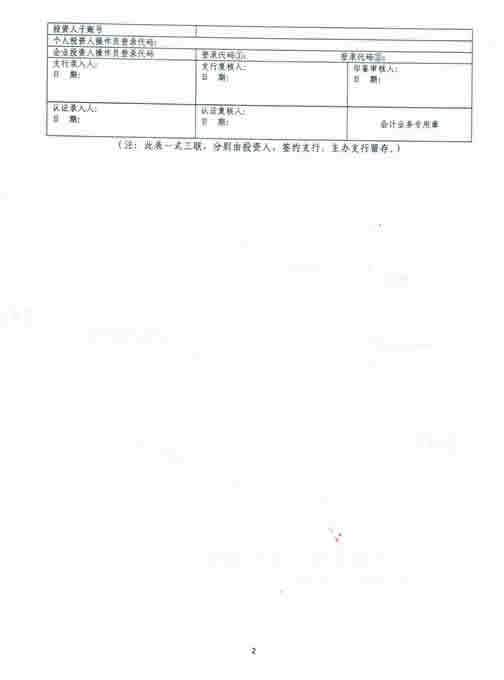 投资人子账号
个人投资人操作员登录代码:
企业投资人操作员登录代码 登录代码①: 登录代码②:
支行录入人: 支行复核人: 印鉴审核人:
日 期: 日 期: 日 期:
认证录入人: 认证复核人:
日 期: 日 期: 会计业务专用章
(注: 此表一式三联, 分别由投资人、签约支行、主办支行留存。)
2